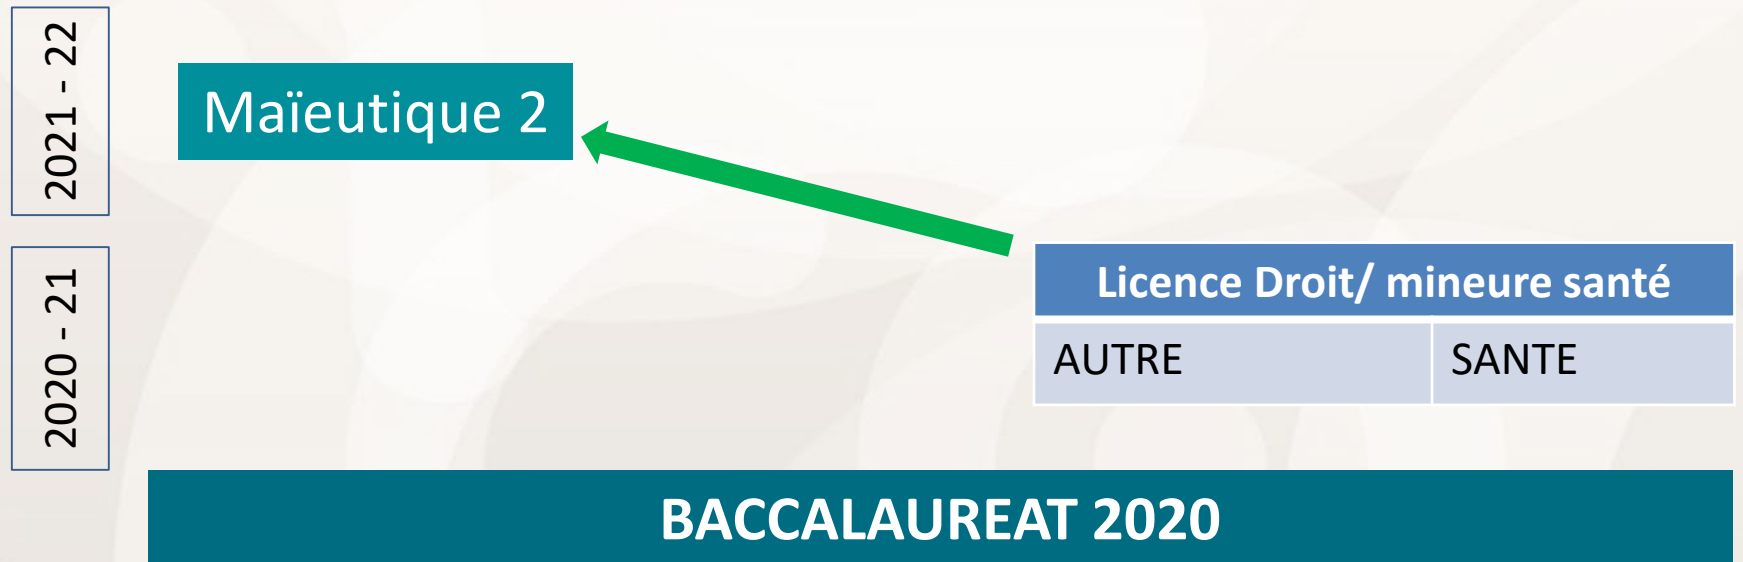 2021 - 22
Maïeutique 2
2020 - 21
Licence Droit/ mineure santé
AUTRE
SANTE
BACCALAUREAT 2020